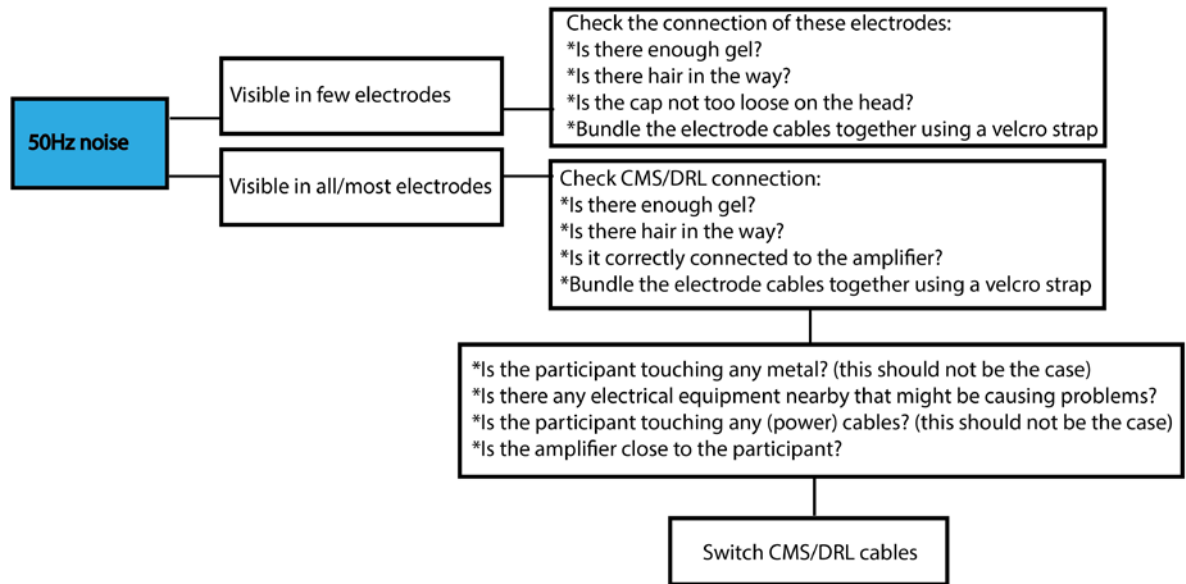 50Hz noise
Visible in few electrodes
Check the connection of these electrodes:
*Is there enough gel?
*Is there hair in the way?
*Is the cap not too loose on the head?
*Bundle the electrode cables together using a velcro strap
Visible in all/most electrodes
Check CMS/DRL connection:
*Is there enough gel?
*Is there hair in the way?
*Is it correctly connected to the amplifier?
*Bundle the electrode cables together using a velcro strap
*Is the participant touching any metal? (this should not be the case)
*Is there any electrical equipment nearby that might be causing problems?
*Is the participant touching any (power) cables? (this should not be the case)
*Is the amplifier close to the participant?
Switch CMS/DRL cables